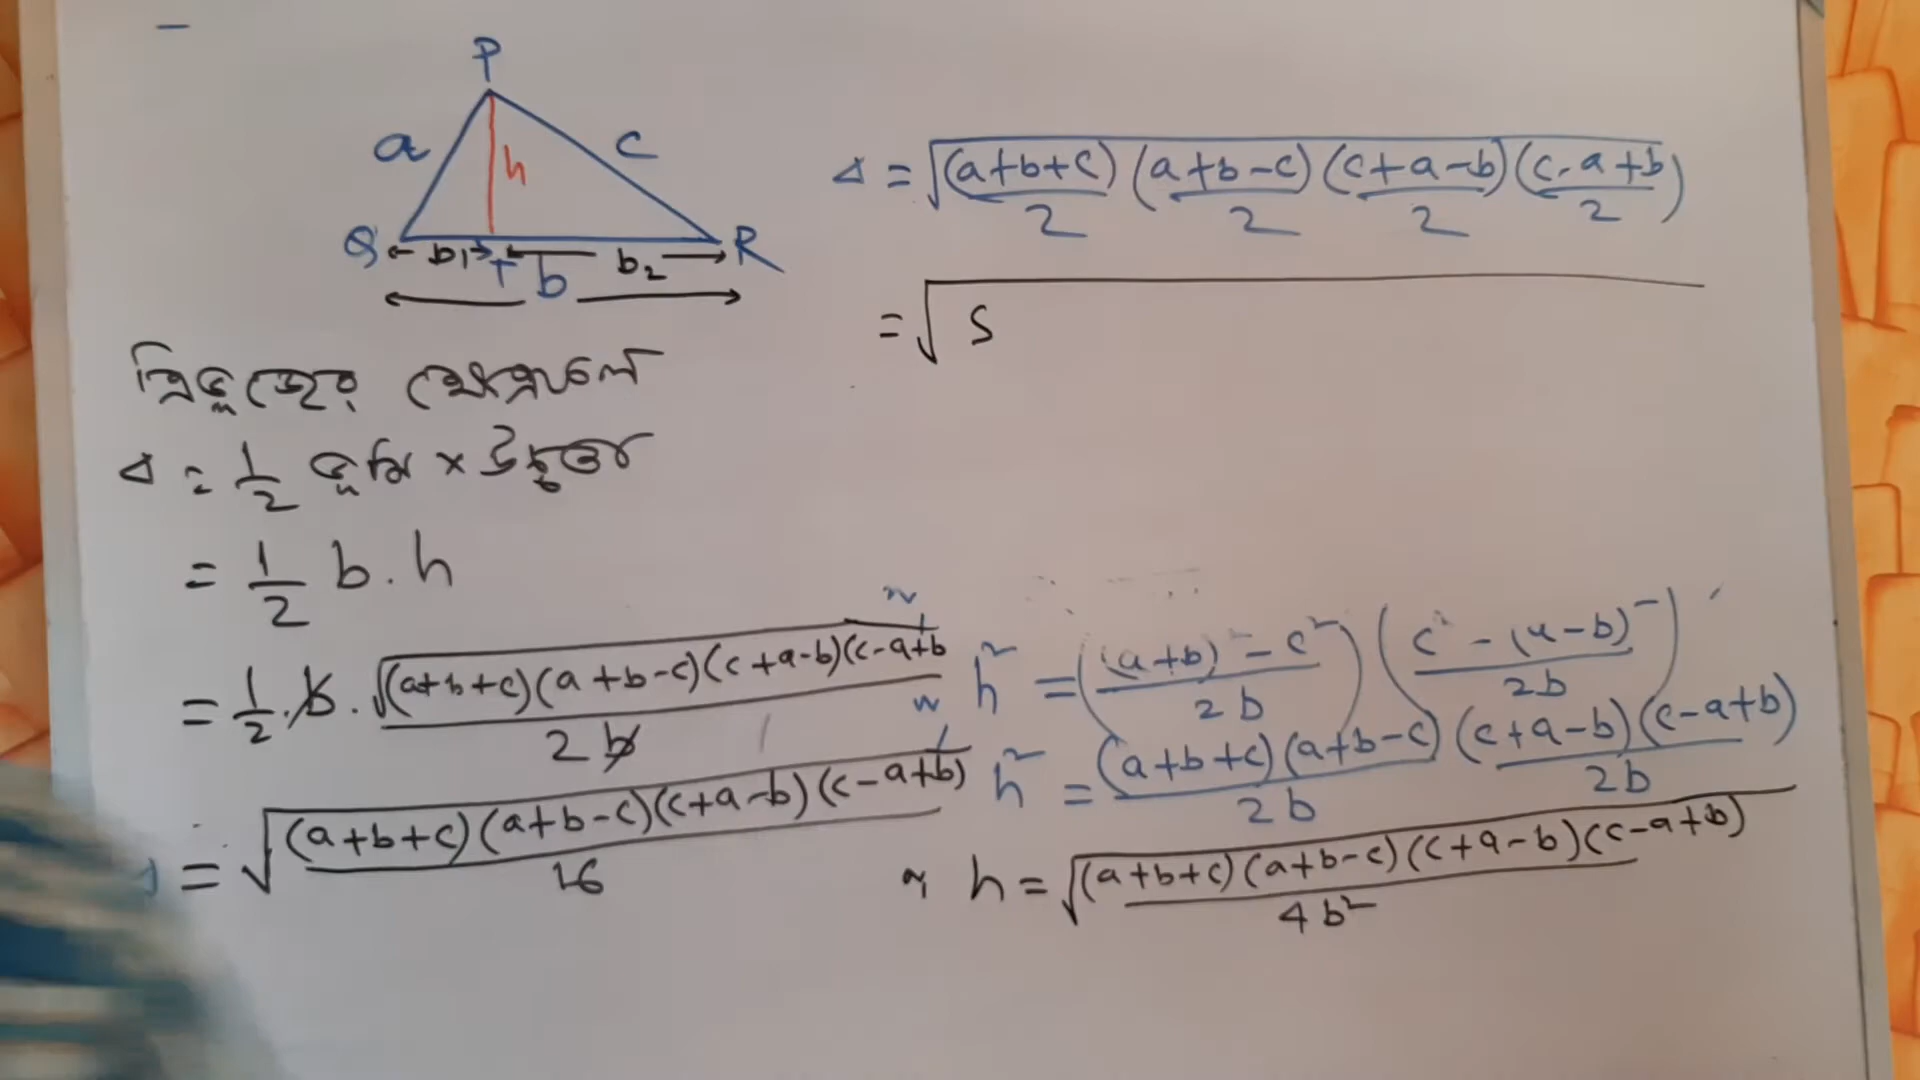 P
a h c
Q b₁ T b₂ R
b
ত্রিভুজের ক্ষেত্রফল
Δ = 1/2 ভূমি × উচ্চতা
= 1/2 b . h
= 1/2 . b . √((a+b+c)(a+b-c)(c+a-b)(c-a+b)) / 2b
Δ = √((a+b+c)(a+b-c)(c+a-b)(c-a+b) / 16)
Δ = √((a+b+c)/2 (a+b-c)/2 (c+a-b)/2 (c-a+b)/2)
= √ S
h² = (((a+b)² - c²) / 2b) ((c² - (a-b)²) / 2b)
h² = (a+b+c)(a+b-c) / 2b (c+a-b)(c-a+b) / 2b
h = √((a+b+c)(a+b-c)(c+a-b)(c-a+b) / 4b²)